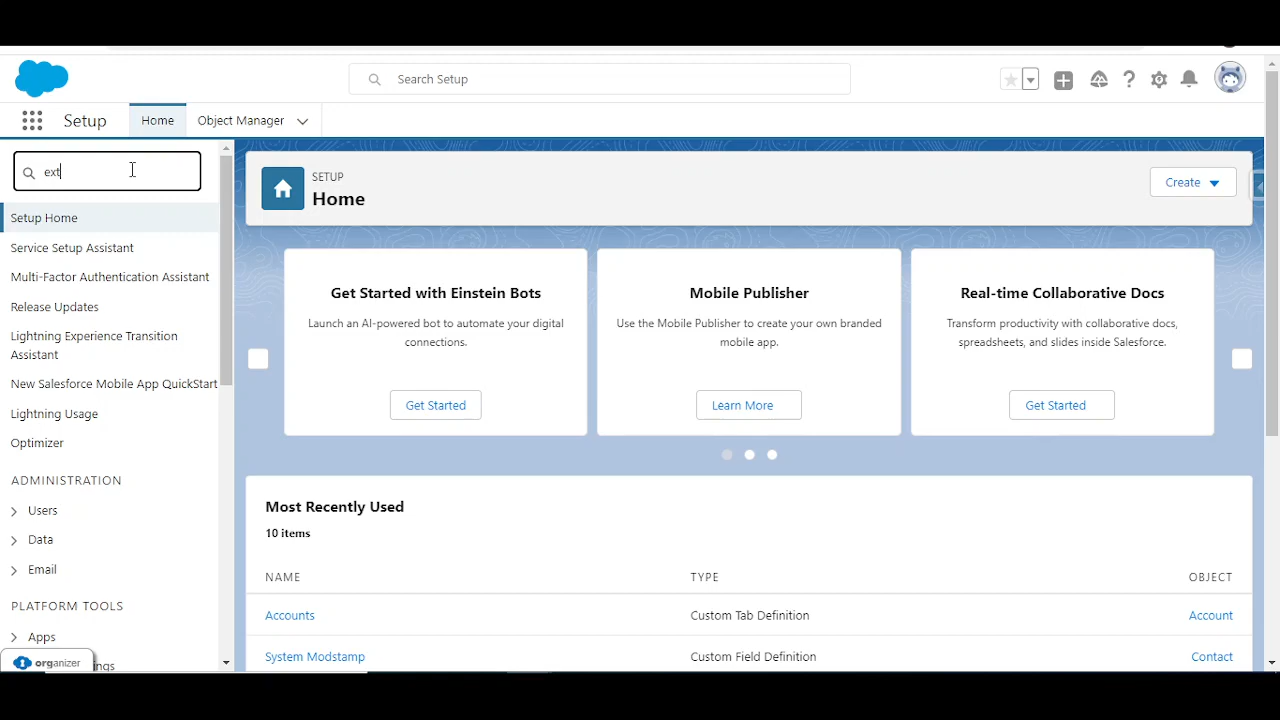 Search Setup
Setup
Home
Object Manager
ext
Setup Home
Service Setup Assistant
Multi-Factor Authentication Assistant
Release Updates
Lightning Experience Transition
Assistant
New Salesforce Mobile App QuickStart
Lightning Usage
Optimizer
ADMINISTRATION
Users
Data
Email
PLATFORM TOOLS
Apps
organizer
SETUP
Home
Create
Get Started with Einstein Bots
Launch an AI-powered bot to automate your digital
connections.
Get Started
Mobile Publisher
Use the Mobile Publisher to create your own branded
mobile app.
Learn More
Real-time Collaborative Docs
Transform productivity with collaborative docs,
spreadsheets, and slides inside Salesforce.
Get Started
Most Recently Used
10 items
NAME TYPE OBJECT
Accounts Custom Tab Definition Account
System Modstamp Custom Field Definition Contact